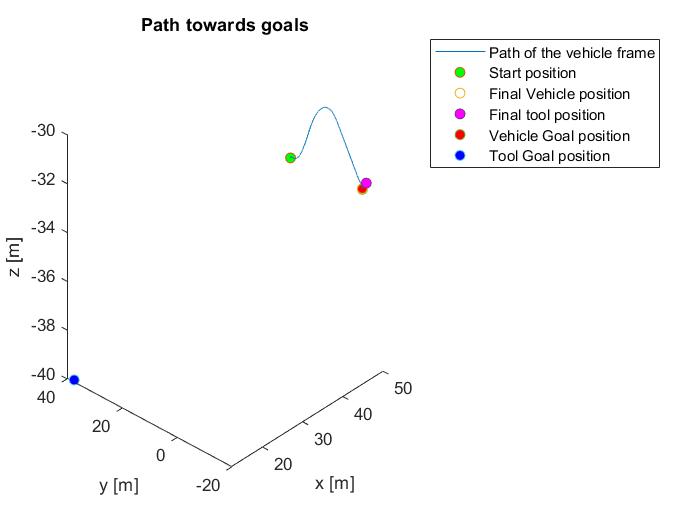 Path towards goals
Path of the vehicle frame
Start position
Final Vehicle position
Final tool position
Vehicle Goal position
Tool Goal position
-30
-32
-34
-36
-38
-40
z [m]
40
20
0
-20
y [m]
20
30
40
50
x [m]